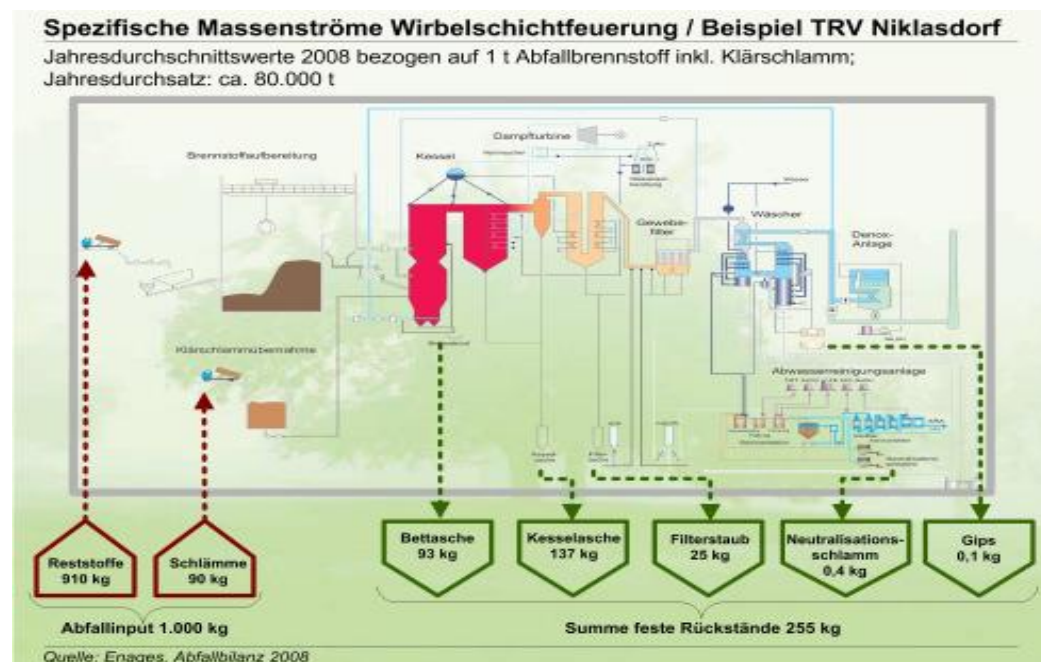 Spezifische Massenströme Wirbelschichtfeuerung / Beispiel TRV Niklasdorf
Jahresdurchschnittswerte 2008 bezogen auf 1 t Abfallbrennstoff inkl. Klärschlamm;
Jahresdurchsatz: ca. 80.000 t
Dampfturbine
Brennstoffaufbereitung
Kessel
Wasser
Gewebe-
filter
Wäscher
Denox-
Anlage
Klärschlammübernahme
Abwasserreinigungsanlage
Reststoffe
910 kg
Schlämme
90 kg
Bettasche
93 kg
Kesselasche
137 kg
Filterstaub
25 kg
Neutralisations-
schlamm
0,4 kg
Gips
0,1 kg
Abfallinput 1.000 kg
Summe feste Rückstände 255 kg
Quelle: Enages, Abfallbilanz 2008